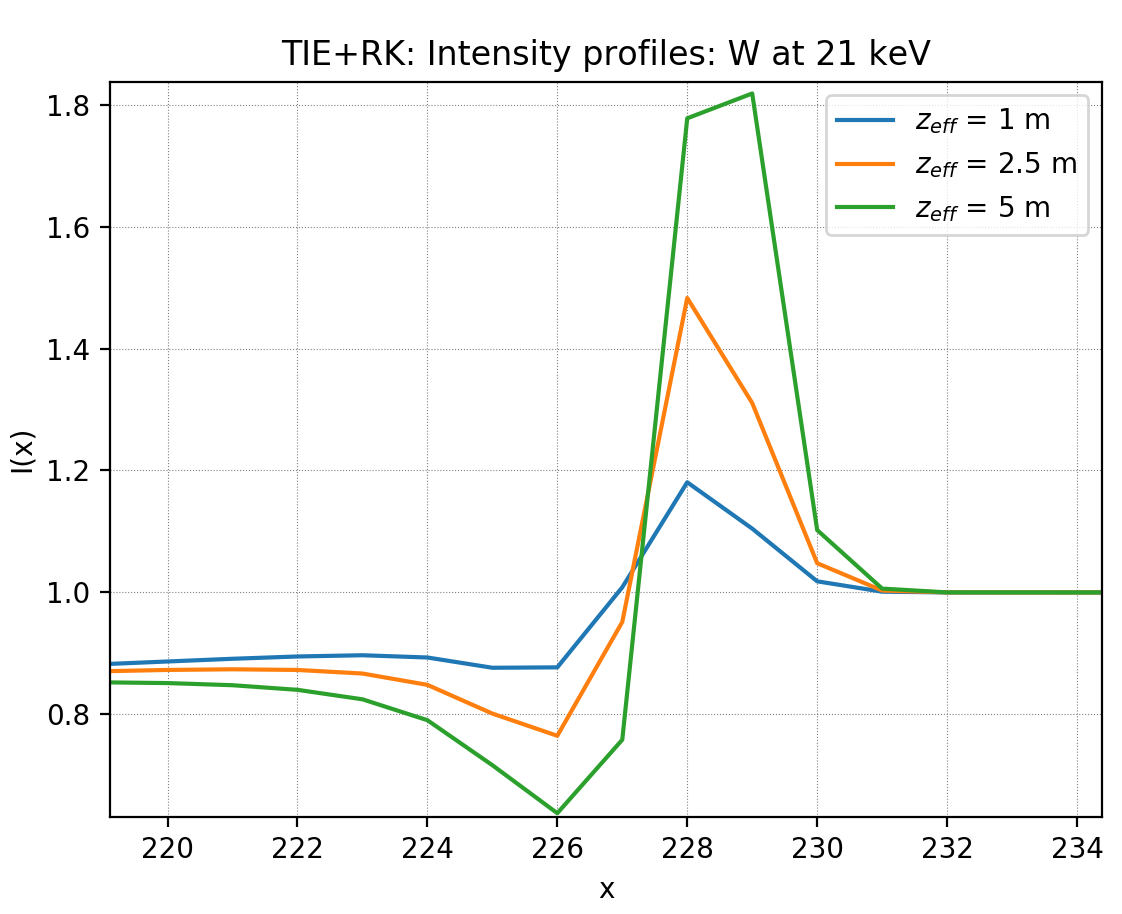 TIE+RK: Intensity profiles: W at 21 keV
z_eff = 1 m
z_eff = 2.5 m
z_eff = 5 m
I(x)
1.8
1.6
1.4
1.2
1.0
0.8
220 222 224 226 228 230 232 234
x